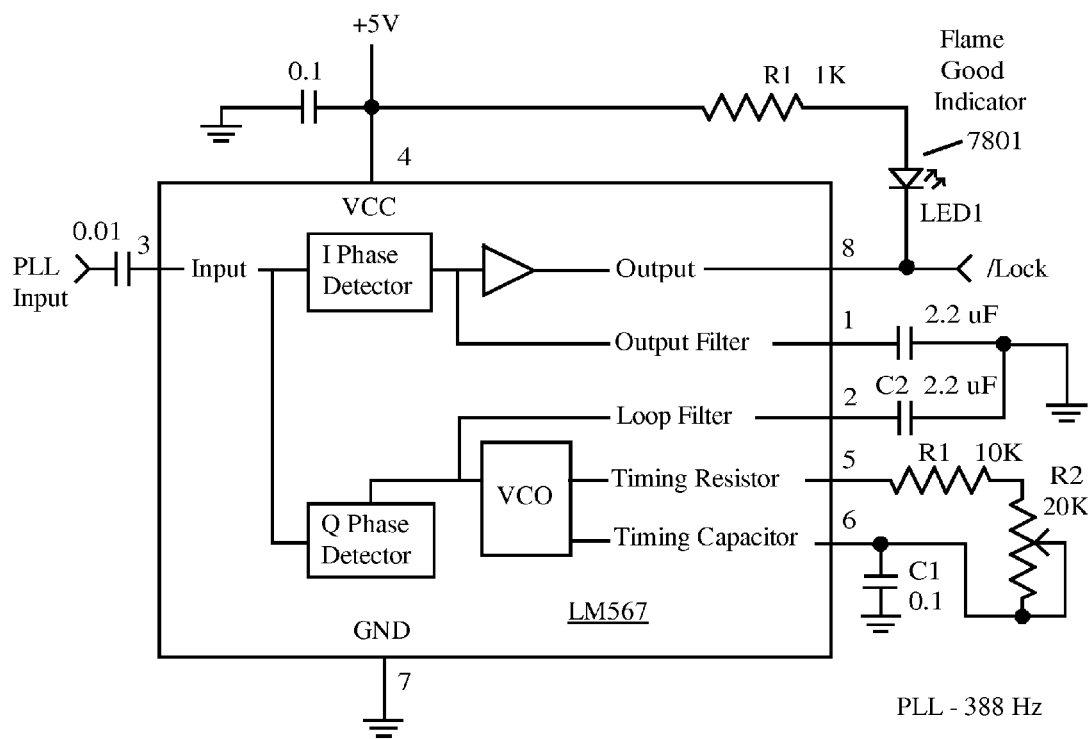 +5V
0.1
R1 1K
Flame
Good
Indicator
7801
4
VCC
LED1
0.01
3
PLL
Input
Input
I Phase
Detector
Output
8
/Lock
1
2.2 uF
Output Filter
C2 2.2 uF
2
Loop Filter
R1 10K
5
VCO
Timing Resistor
R2
20K
Q Phase
Detector
6
Timing Capacitor
C1
0.1
LM567
GND
7
PLL - 388 Hz